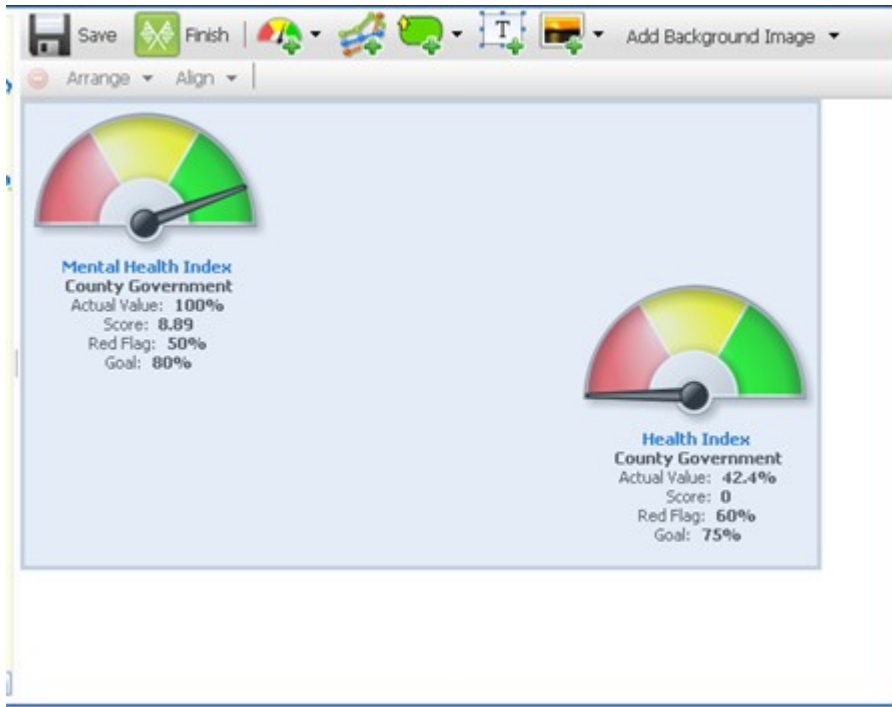 Save Finish T Add Background Image
Arrange Align
Mental Health Index
County Government
Actual Value: 100%
Score: 8.89
Red Flag: 50%
Goal: 80%
Health Index
County Government
Actual Value: 42.4%
Score: 0
Red Flag: 60%
Goal: 75%